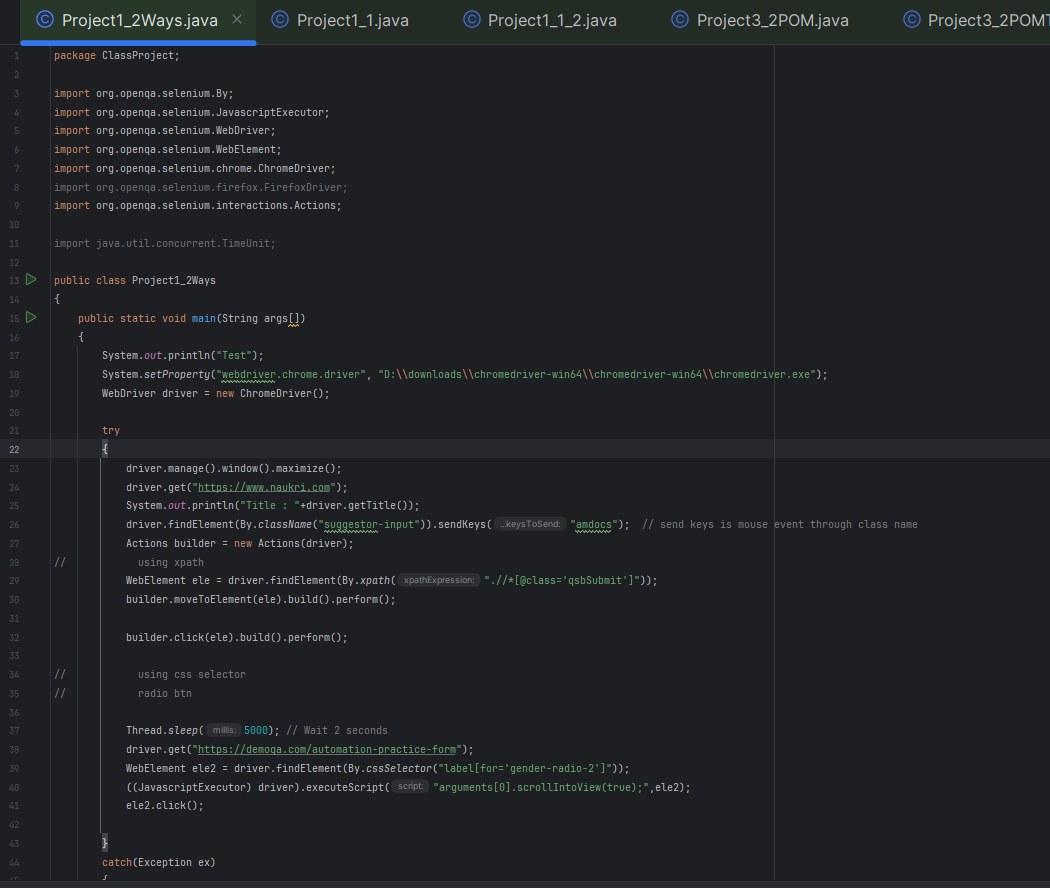 Project1_2Ways.java × Project1_1.java Project1_1_2.java Project3_2POM.java Project3_2POMT
1 package ClassProject;
2
3 import org.openqa.selenium.By;
4 import org.openqa.selenium.JavascriptExecutor;
5 import org.openqa.selenium.WebDriver;
6 import org.openqa.selenium.WebElement;
7 import org.openqa.selenium.chrome.ChromeDriver;
8 import org.openqa.selenium.firefox.FirefoxDriver;
9 import org.openqa.selenium.interactions.Actions;
10
11 import java.util.concurrent.TimeUnit;
12
13 public class Project1_2Ways
14 {
15 public static void main(String args[])
16 {
17 System.out.println("Test");
18 System.setProperty("webdriver.chrome.driver", "D:\\downloads\\chromedriver-win64\\chromedriver-win64\\chromedriver.exe");
19 WebDriver driver = new ChromeDriver();
20
21 try
22 {
23 driver.manage().window().maximize();
24 driver.get("https://www.naukri.com");
25 System.out.println("Title : "+driver.getTitle());
26 driver.findElement(By.className("suggestor-input")).sendKeys( ...keysToSend: "amdocs"); // send keys is mouse event through class name
27 Actions builder = new Actions(driver);
28 // using xpath
29 WebElement ele = driver.findElement(By.xpath( xpathExpression: ".//*[@class='qsbSubmit']"));
30 builder.moveToElement(ele).build().perform();
31
32 builder.click(ele).build().perform();
33
34 // using css selector
35 // radio btn
36
37 Thread.sleep( millis: 5000); // Wait 2 seconds
38 driver.get("https://demoqa.com/automation-practice-form");
39 WebElement ele2 = driver.findElement(By.cssSelector("label[for='gender-radio-2']"));
40 ((JavascriptExecutor) driver).executeScript( script: "arguments[0].scrollIntoView(true);",ele2);
41 ele2.click();
42
43 }
44 catch(Exception ex)
45 {